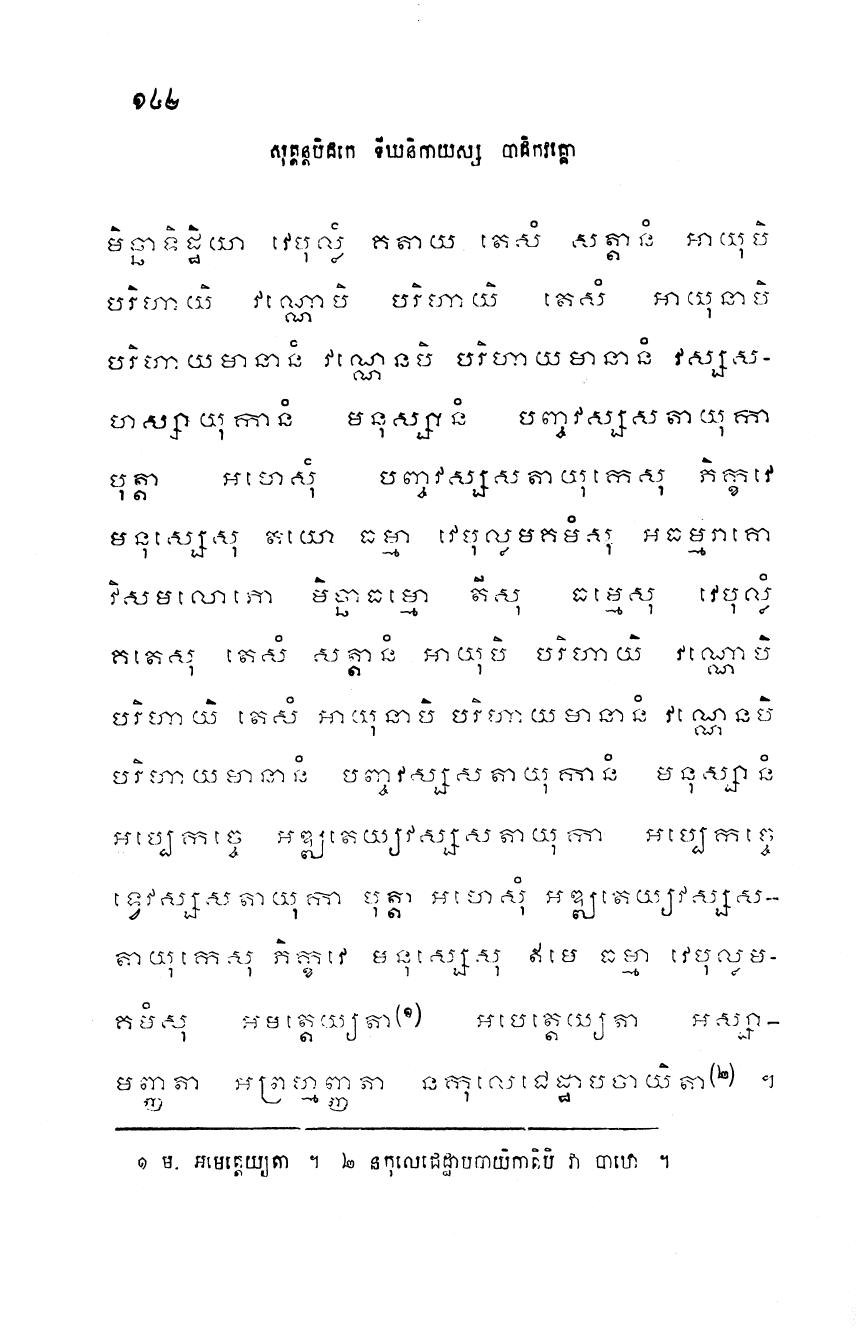 ១៤២
សុត្តន្តបិដកេ ទីឃនិកាយស្ស បាដិកវគ្គោ
មិច្ឆាទិដ្ឋិយា វេបុល្លំ កតាយ តេសំ សត្តានំ អាយុបិ
បរិហាយិ វណ្ណោបិ បរិហាយិ តេសំ អាយុនាបិ
បរិហាយមានានំ វណ្ណេនបិ បរិហាយមានានំ វស្សស-
ហស្សាយុកានំ មនុស្សានំ បញ្ចវស្សសតាយុកា
បុត្តា អហេសុំ បញ្ចវស្សសតាយុកេសុ ភិក្ខវេ
មនុស្សេសុ តយោ ធម្មា វេបុល្លមគមំសុ អធម្មរាគោ
វិសមលោភោ មិច្ឆាធម្មោ តីសុ ធម្មេសុ វេបុល្លំ
គតេសុ តេសំ សត្តានំ អាយុបិ បរិហាយិ វណ្ណោបិ
បរិហាយិ តេសំ អាយុនាបិ បរិហាយមានានំ វណ្ណេនបិ
បរិហាយមានានំ បញ្ចវស្សសតាយុកានំ មនុស្សានំ
អប្បេកច្ចេ អឌ្ឍតេយ្យវស្សសតាយុកា អប្បេកច្ចេ
ទ្វេវស្សសតាយុកា បុត្តា អហេសុំ អឌ្ឍតេយ្យវស្សស-
តាយុកេសុ ភិក្ខវេ មនុស្សេសុ ឥមេ ធម្មា វេបុល្លម-
គមំសុ អមត្តេយ្យតា(១) អបេត្តេយ្យតា អស្សា-
មញ្ញតា អព្រហ្មញ្ញតា នកុលេជេដ្ឋាបចាយិតា(២) ។
១ ម. អមេត្តេយ្យតា ។ ២ នកុលេជេដ្ឋាបចាយិកាតិបិ វា បាឋោ ។